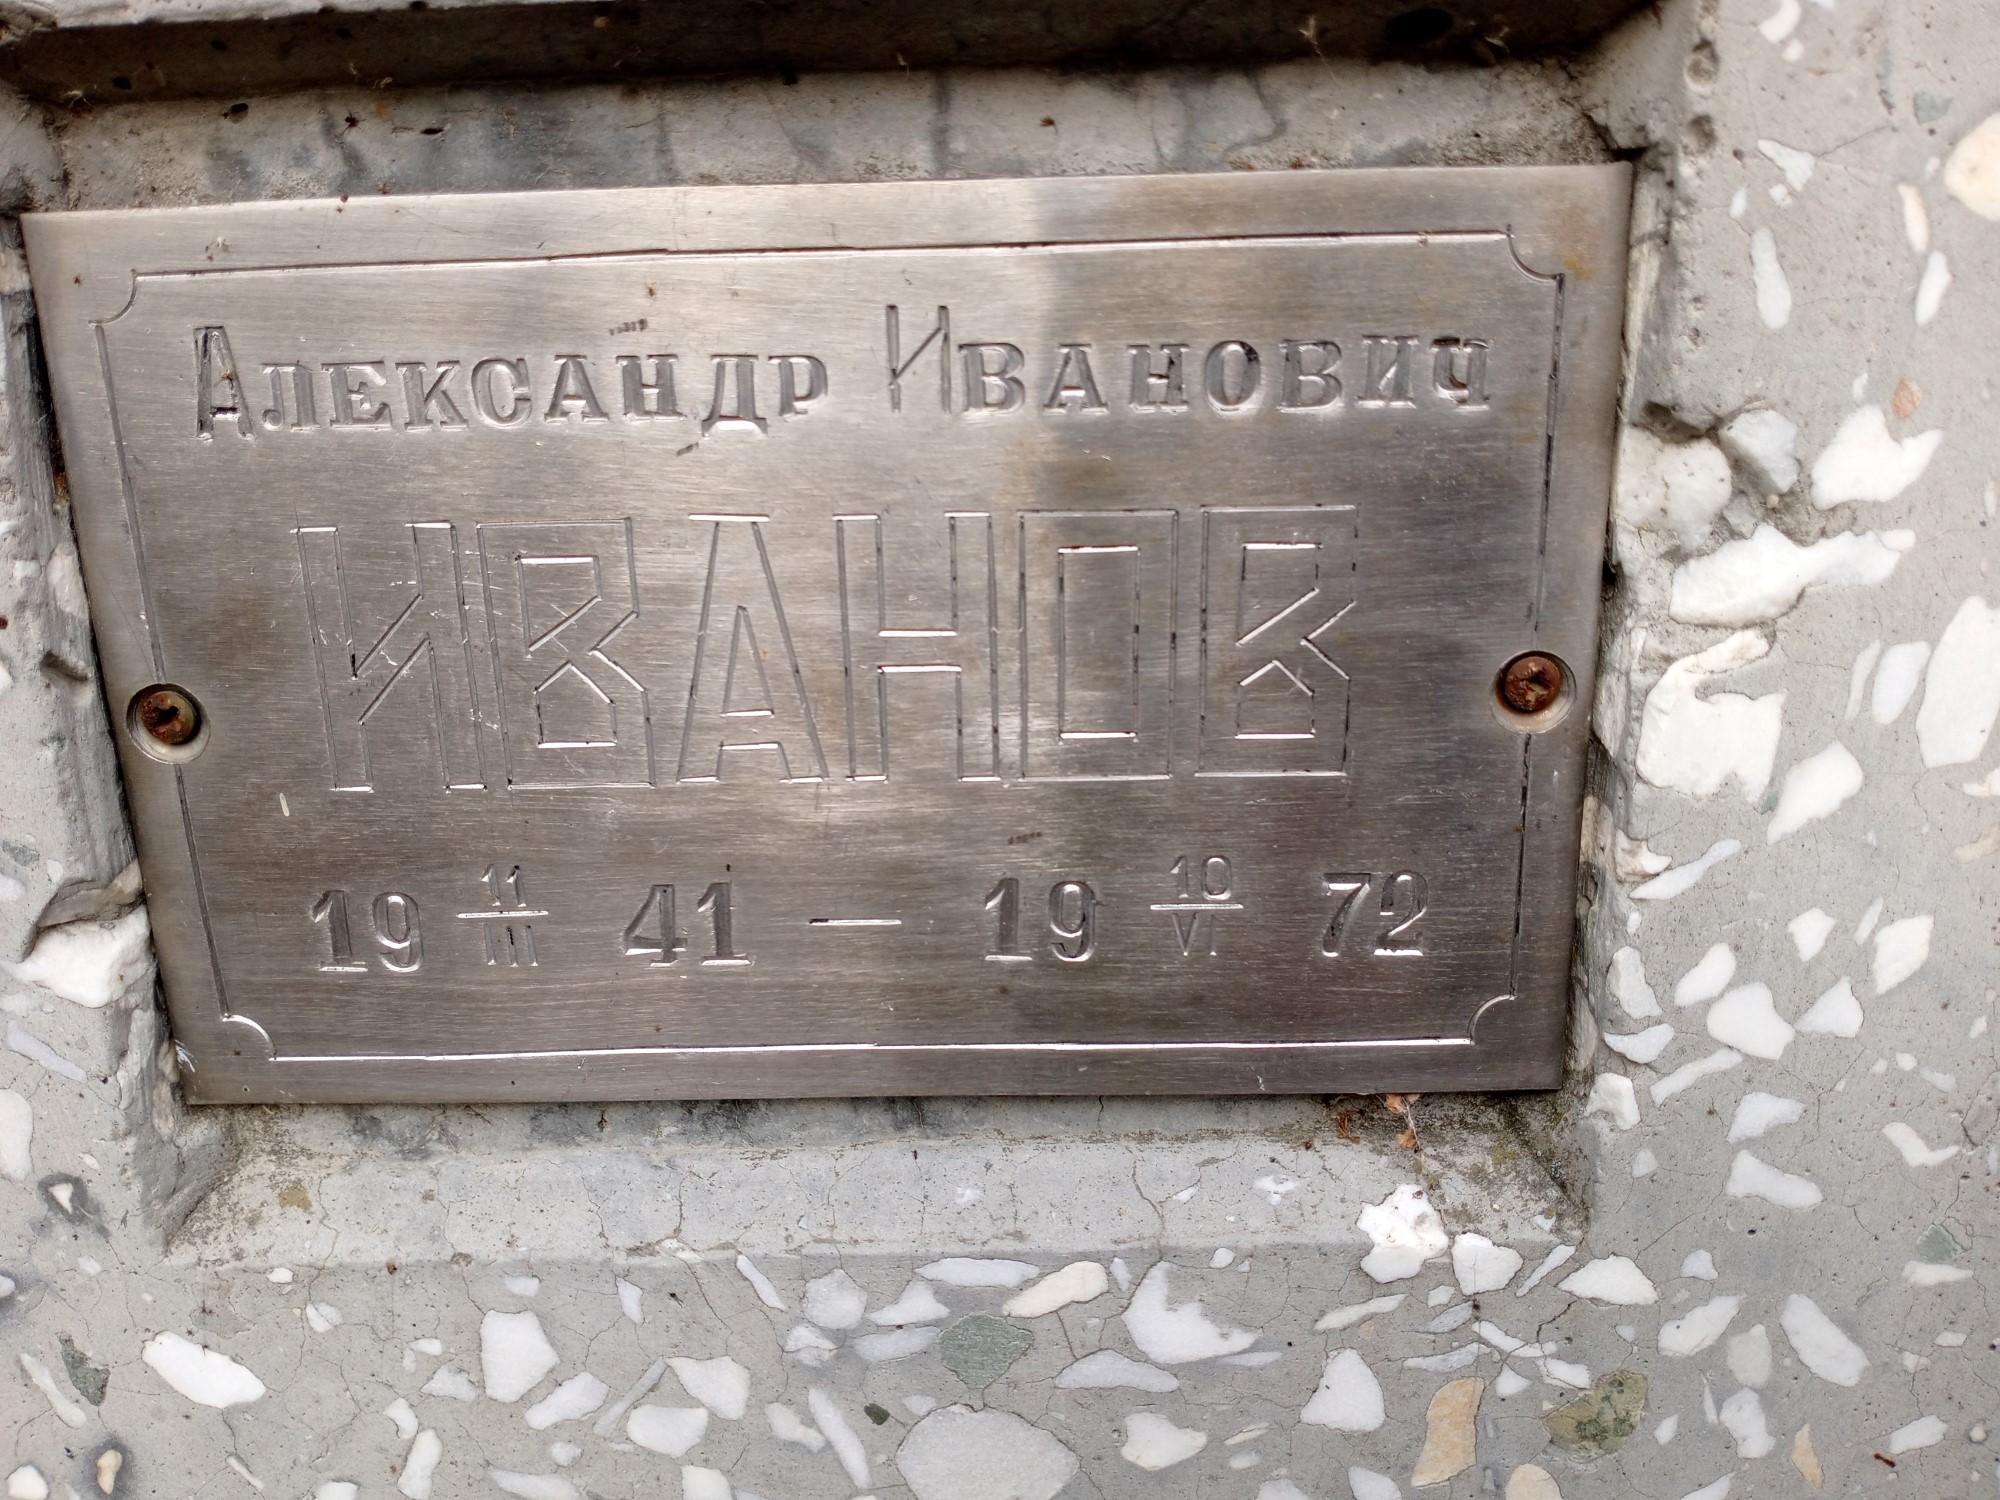 Александр Иванович
ИВАНОВ
19 11/III 41 — 19 10/VI 72